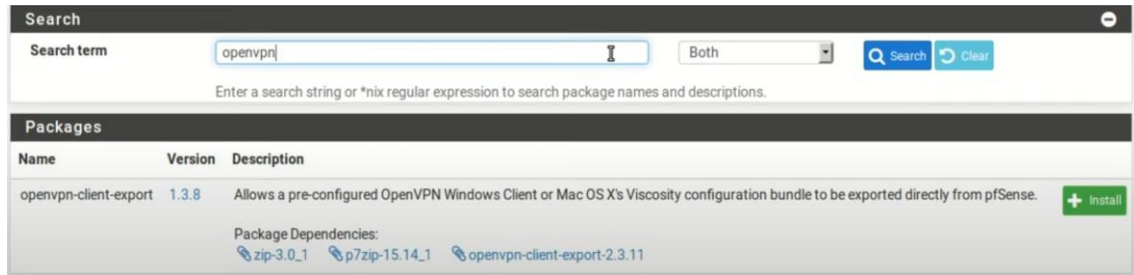 Search
Search term openvpn Both Search Clear
Enter a search string or *nix regular expression to search package names and descriptions.
Packages
Name Version Description
openvpn-client-export 1.3.8 Allows a pre-configured OpenVPN Windows Client or Mac OS X's Viscosity configuration bundle to be exported directly from pfSense. Install
Package Dependencies:
zip-3.0_1 p7zip-15.14_1 openvpn-client-export-2.3.11